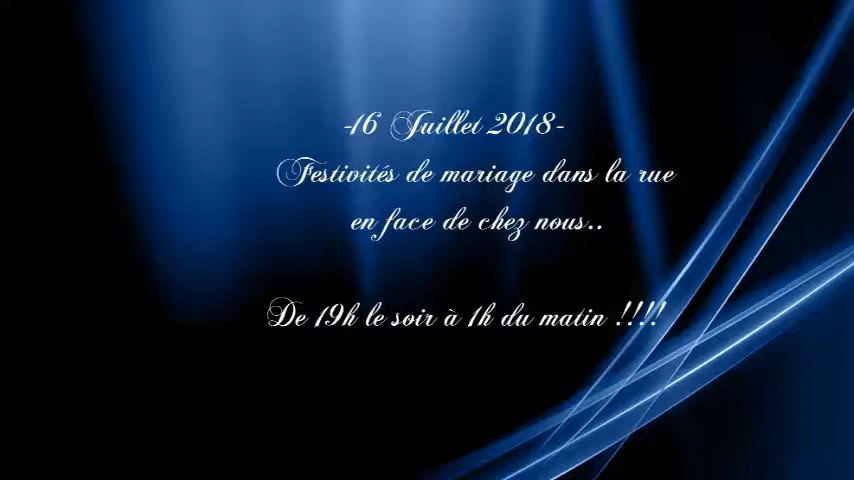 -16 Juillet 2018-
Festivités de mariage dans la rue
en face de chez nous..
De 19h le soir à 1h du matin !!!!